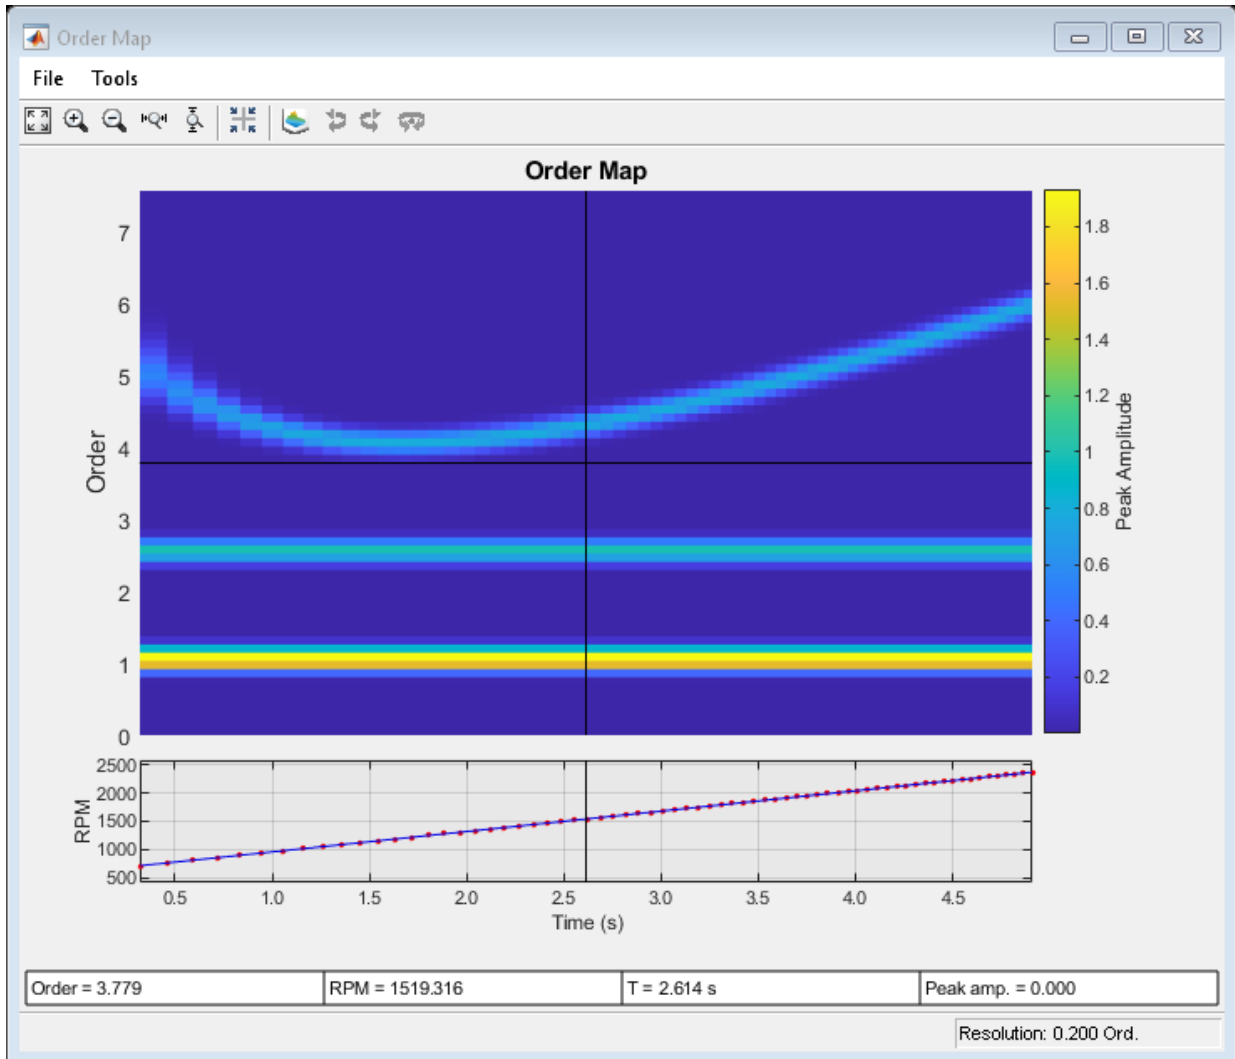 Order Map
File Tools
Order Map
7
6
5
4
3
2
1
0
Order
1.8
1.6
1.4
1.2
1
0.8
0.6
0.4
0.2
Peak Amplitude
2500
2000
1500
1000
500
RPM
0.5 1.0 1.5 2.0 2.5 3.0 3.5 4.0 4.5
Time (s)
Order = 3.779 RPM = 1519.316 T = 2.614 s Peak amp. = 0.000
Resolution: 0.200 Ord.